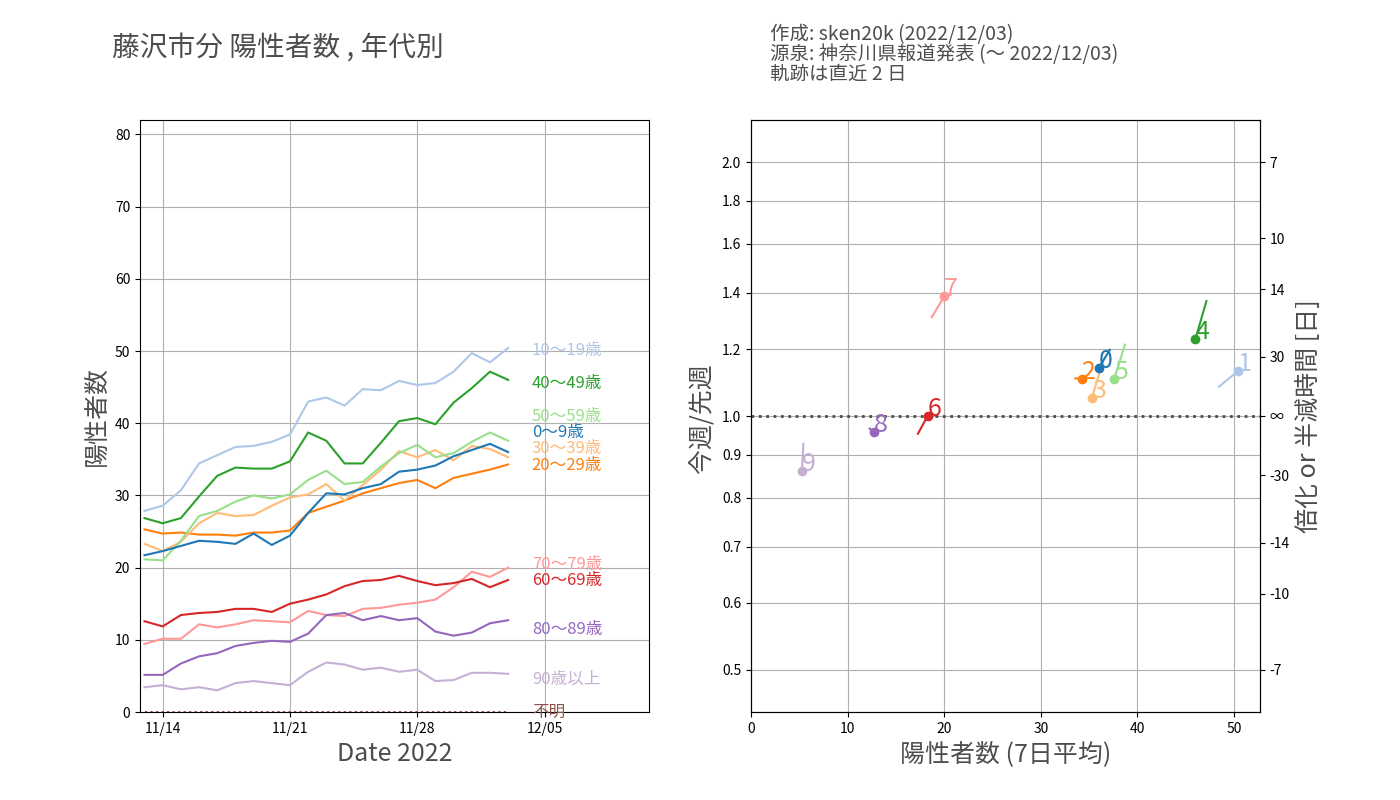 藤沢市分 陽性者数 , 年代別
作成: sken20k (2022/12/03)
源泉: 神奈川県報道発表 (～ 2022/12/03)
軌跡は直近 2 日
陽性者数
80
70
60
50
40
30
20
10
0
11/14
11/21
11/28
12/05
Date 2022
10～19歳
40～49歳
50～59歳
0～9歳
30～39歳
20～29歳
70～79歳
60～69歳
80～89歳
90歳以上
不明
今週/先週
2.0
1.8
1.6
1.4
1.2
1.0
0.9
0.8
0.7
0.6
0.5
7
4
0
1
2
5
3
6
8
9
0
10
20
30
40
50
陽性者数 (7日平均)
7
10
14
30
∞
-30
-14
-10
-7
倍化 or 半減時間 [日]